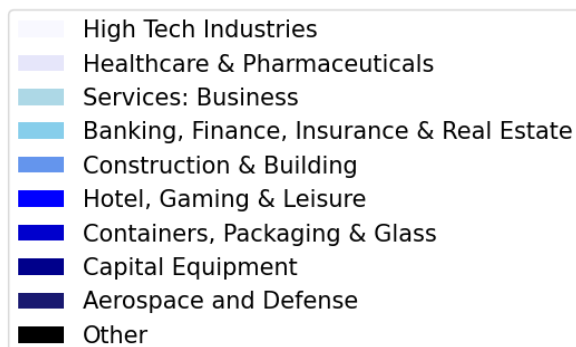 High Tech Industries
Healthcare & Pharmaceuticals
Services: Business
Banking, Finance, Insurance & Real Estate
Construction & Building
Hotel, Gaming & Leisure
Containers, Packaging & Glass
Capital Equipment
Aerospace and Defense
Other